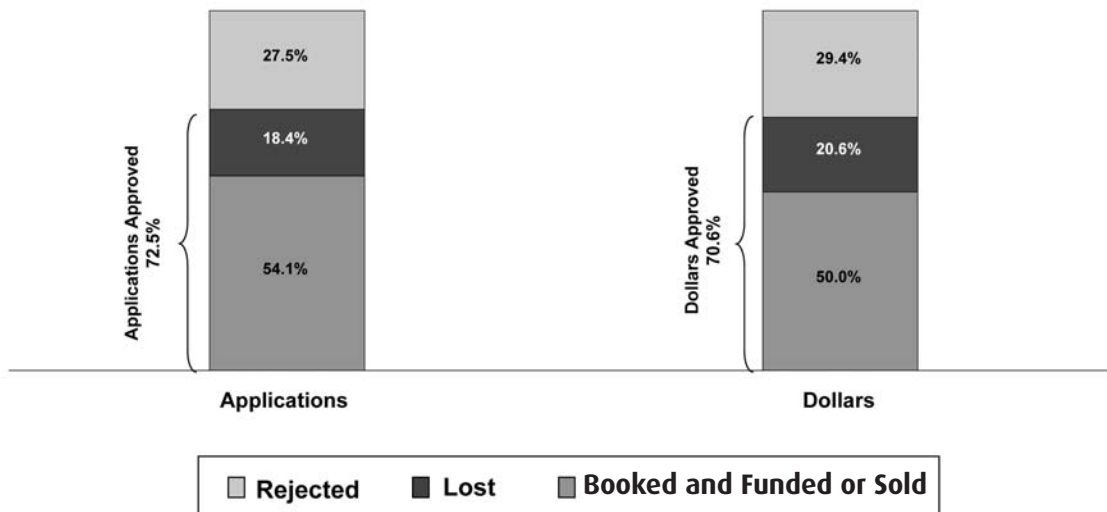 27.5%
18.4%
54.1%
Applications Approved
72.5%
Applications
29.4%
20.6%
50.0%
Dollars Approved
70.6%
Dollars
Rejected
Lost
Booked and Funded or Sold